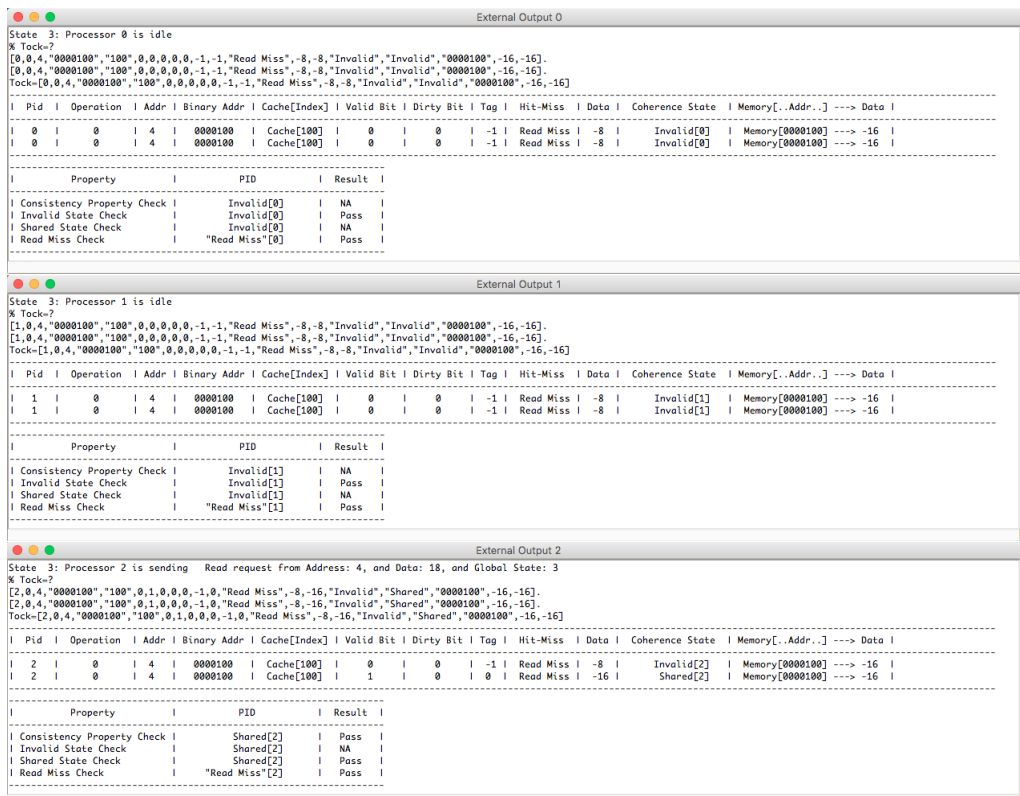 External Output 0
State  3: Processor 0 is idle
% Tock=?
[0,0,4,"0000100","100",0,0,0,0,0,-1,-1,"Read Miss",-8,-8,"Invalid","Invalid","0000100",-16,-16].
[0,0,4,"0000100","100",0,0,0,0,0,-1,-1,"Read Miss",-8,-8,"Invalid","Invalid","0000100",-16,-16].
Tock=[0,0,4,"0000100","100",0,0,0,0,0,-1,-1,"Read Miss",-8,-8,"Invalid","Invalid","0000100",-16,-16]
| Pid | Operation | Addr | Binary Addr | Cache[Index] | Valid Bit | Dirty Bit | Tag | Hit-Miss | Data | Coherence State | Memory[..Addr..] ---> Data |
| 0 | 0 | 4 | 0000100 | Cache[100] | 0 | 0 | -1 | Read Miss | -8 | Invalid[0] | Memory[0000100] ---> -16 |
| 0 | 0 | 4 | 0000100 | Cache[100] | 0 | 0 | -1 | Read Miss | -8 | Invalid[0] | Memory[0000100] ---> -16 |
| Property | PID | Result |
| Consistency Property Check | Invalid[0] | NA |
| Invalid State Check | Invalid[0] | Pass |
| Shared State Check | Invalid[0] | NA |
| Read Miss Check | "Read Miss"[0] | Pass |
External Output 1
State  3: Processor 1 is idle
% Tock=?
[1,0,4,"0000100","100",0,0,0,0,0,-1,-1,"Read Miss",-8,-8,"Invalid","Invalid","0000100",-16,-16].
[1,0,4,"0000100","100",0,0,0,0,0,-1,-1,"Read Miss",-8,-8,"Invalid","Invalid","0000100",-16,-16].
Tock=[1,0,4,"0000100","100",0,0,0,0,0,-1,-1,"Read Miss",-8,-8,"Invalid","Invalid","0000100",-16,-16]
| Pid | Operation | Addr | Binary Addr | Cache[Index] | Valid Bit | Dirty Bit | Tag | Hit-Miss | Data | Coherence State | Memory[..Addr..] ---> Data |
| 1 | 0 | 4 | 0000100 | Cache[100] | 0 | 0 | -1 | Read Miss | -8 | Invalid[1] | Memory[0000100] ---> -16 |
| 1 | 0 | 4 | 0000100 | Cache[100] | 0 | 0 | -1 | Read Miss | -8 | Invalid[1] | Memory[0000100] ---> -16 |
| Property | PID | Result |
| Consistency Property Check | Invalid[1] | NA |
| Invalid State Check | Invalid[1] | Pass |
| Shared State Check | Invalid[1] | NA |
| Read Miss Check | "Read Miss"[1] | Pass |
External Output 2
State  3: Processor 2 is sending   Read request from Address: 4, and Data: 18, and Global State: 3
% Tock=?
[2,0,4,"0000100","100",0,1,0,0,0,-1,0,"Read Miss",-8,-16,"Invalid","Shared","0000100",-16,-16].
[2,0,4,"0000100","100",0,1,0,0,0,-1,0,"Read Miss",-8,-16,"Invalid","Shared","0000100",-16,-16].
Tock=[2,0,4,"0000100","100",0,1,0,0,0,-1,0,"Read Miss",-8,-16,"Invalid","Shared","0000100",-16,-16]
| Pid | Operation | Addr | Binary Addr | Cache[Index] | Valid Bit | Dirty Bit | Tag | Hit-Miss | Data | Coherence State | Memory[..Addr..] ---> Data |
| 2 | 0 | 4 | 0000100 | Cache[100] | 0 | 0 | -1 | Read Miss | -8 | Invalid[2] | Memory[0000100] ---> -16 |
| 2 | 0 | 4 | 0000100 | Cache[100] | 1 | 0 | 0 | Read Miss | -16 | Shared[2] | Memory[0000100] ---> -16 |
| Property | PID | Result |
| Consistency Property Check | Shared[2] | Pass |
| Invalid State Check | Shared[2] | NA |
| Shared State Check | Shared[2] | Pass |
| Read Miss Check | "Read Miss"[2] | Pass |